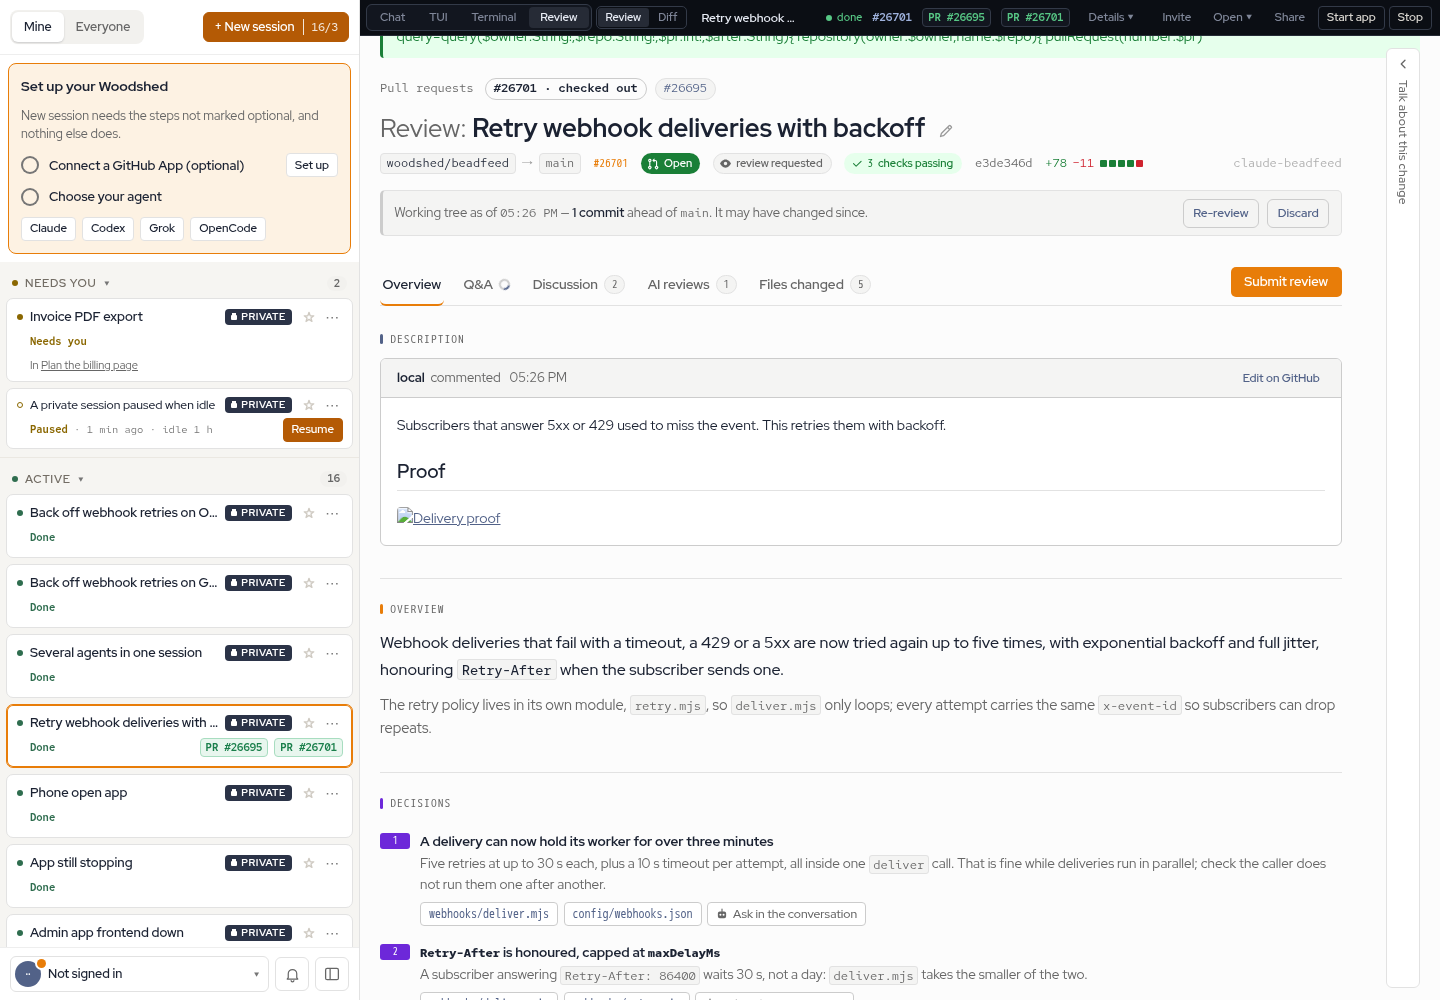 Mine
Everyone
+ New session
16/3
Set up your Woodshed
New session needs the steps not marked optional, and
nothing else does.
Connect a GitHub App (optional)
Set up
Choose your agent
Claude
Codex
Grok
OpenCode
NEEDS YOU
2
Invoice PDF export
PRIVATE
Needs you
In Plan the billing page
A private session paused when idle
PRIVATE
Paused · 1 min ago · idle 1 h
Resume
ACTIVE
16
Back off webhook retries on O...
PRIVATE
Done
Back off webhook retries on G...
PRIVATE
Done
Several agents in one session
PRIVATE
Done
Retry webhook deliveries with ...
PRIVATE
Done
PR #26695
PR #26701
Phone open app
PRIVATE
Done
App still stopping
PRIVATE
Done
Admin app frontend down
PRIVATE
Not signed in
Chat
TUI
Terminal
Review
Review
Diff
Retry webhook ...
done
#26701
PR #26695
PR #26701
Details
Invite
Open
Share
Start app
Stop
query=query($owner:String!,$repo:String!,$pr:Int!,$after:String){ repository(owner:$owner,name:$repo){ pullRequest(number:$pr)
Pull requests
#26701 · checked out
#26695
Review: Retry webhook deliveries with backoff
woodshed/beadfeed → main
#26701
Open
review requested
3 checks passing
e3de346d
+78 −11
claude-beadfeed
Working tree as of 05:26 PM — 1 commit ahead of main. It may have changed since.
Re-review
Discard
Overview
Q&A
Discussion 2
AI reviews 1
Files changed 5
Submit review
DESCRIPTION
local commented 05:26 PM
Edit on GitHub
Subscribers that answer 5xx or 429 used to miss the event. This retries them with backoff.
Proof
Delivery proof
OVERVIEW
Webhook deliveries that fail with a timeout, a 429 or a 5xx are now tried again up to five times, with exponential backoff and full jitter,
honouring Retry-After when the subscriber sends one.
The retry policy lives in its own module, retry.mjs, so deliver.mjs only loops; every attempt carries the same x-event-id so subscribers can drop
repeats.
DECISIONS
1
A delivery can now hold its worker for over three minutes
Five retries at up to 30 s each, plus a 10 s timeout per attempt, all inside one deliver call. That is fine while deliveries run in parallel; check the caller does
not run them one after another.
webhooks/deliver.mjs
config/webhooks.json
Ask in the conversation
2
Retry-After is honoured, capped at maxDelayMs
A subscriber answering Retry-After: 86400 waits 30 s, not a day: deliver.mjs takes the smaller of the two.
Talk about this change